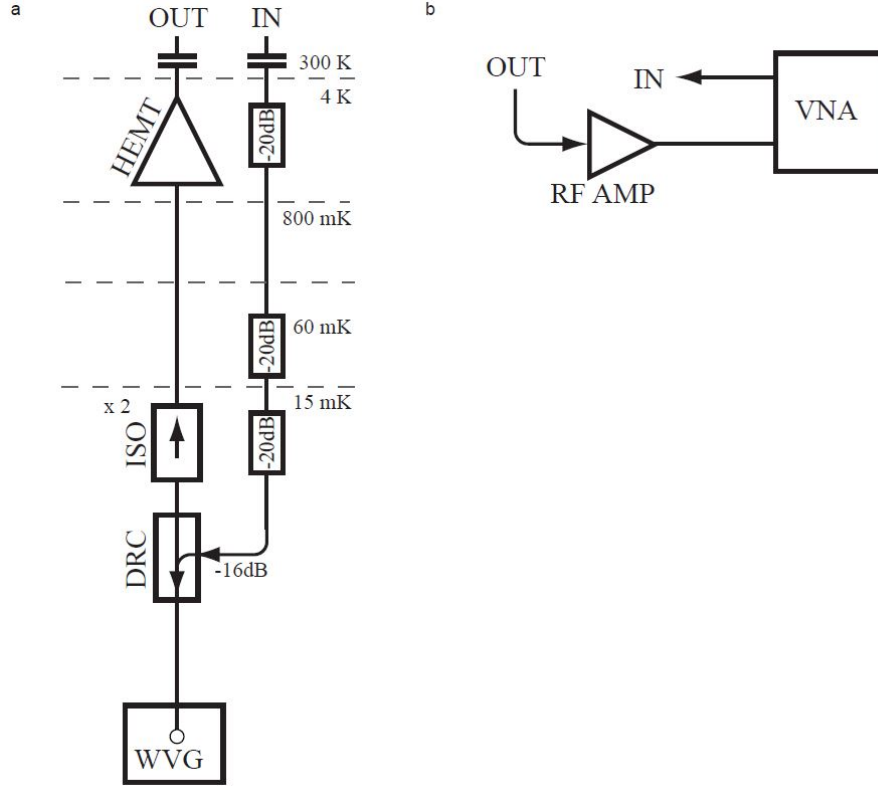 a
OUT IN
300 K
4 K
HEMT
-20dB
800 mK
-20dB
60 mK
15 mK
x 2
ISO
-20dB
DRC
-16dB
WVG
b
OUT
IN
VNA
RF AMP